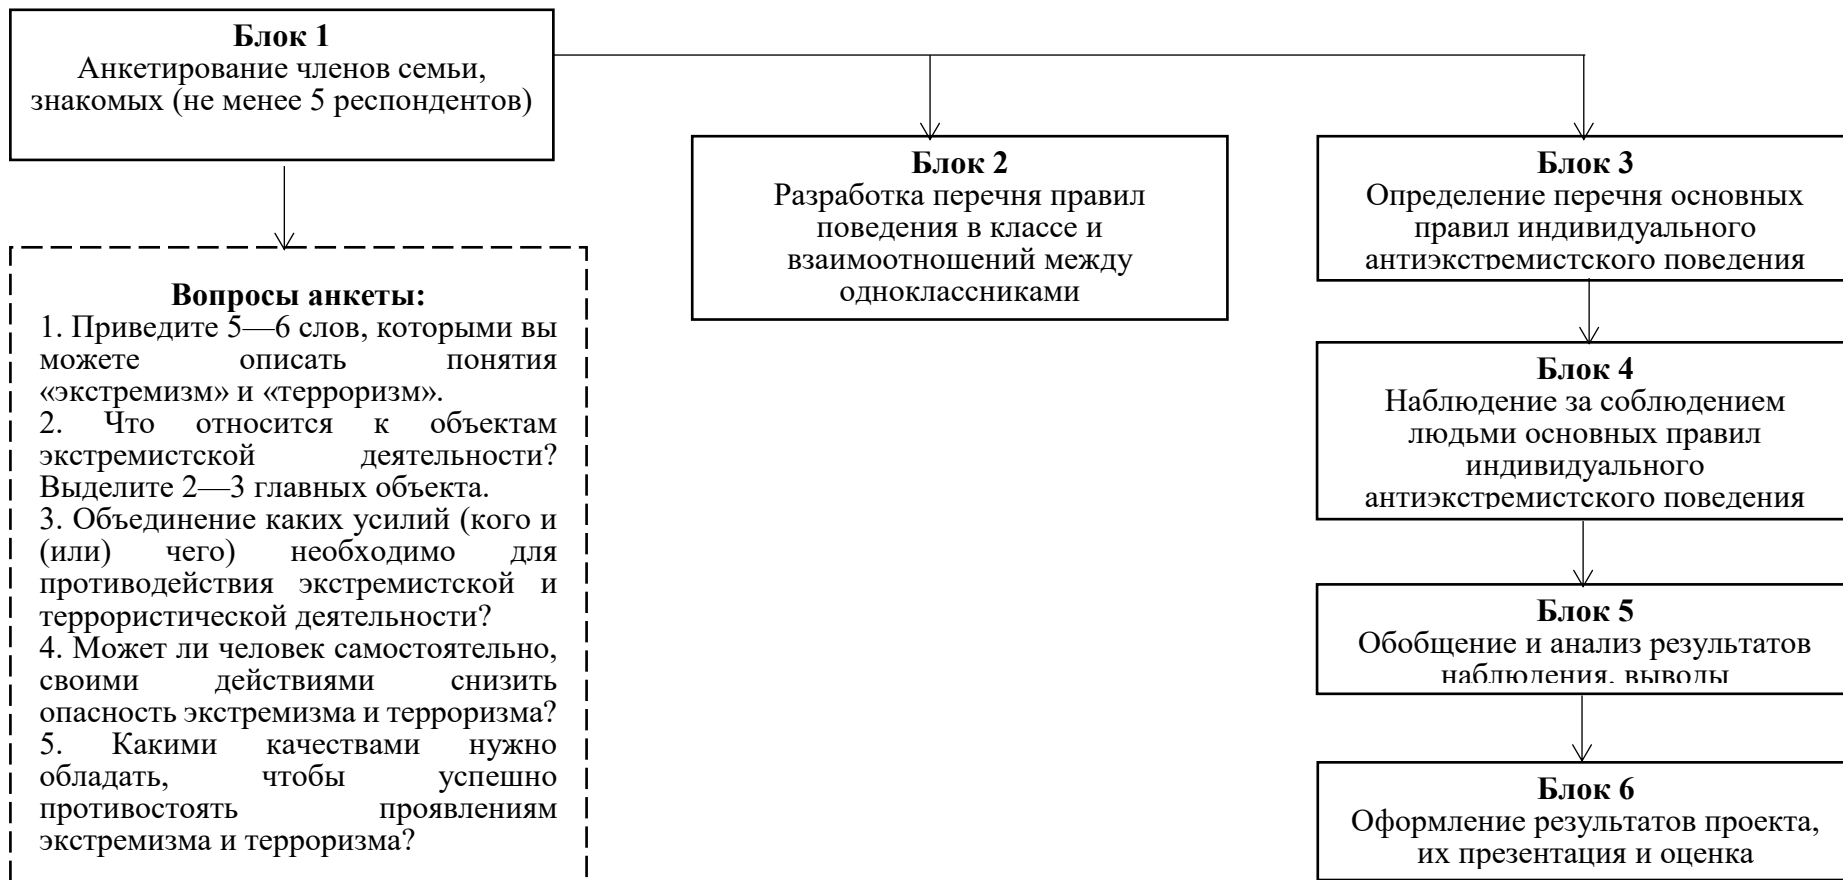 Блок 1
Анкетирование членов семьи,
знакомых (не менее 5 респондентов)
Вопросы анкеты:
1. Приведите 5—6 слов, которыми вы
можете описать понятия
«экстремизм» и «терроризм».
2. Что относится к объектам
экстремистской деятельности?
Выделите 2—3 главных объекта.
3. Объединение каких усилий (кого и
(или) чего) необходимо для
противодействия экстремистской и
террористической деятельности?
4. Может ли человек самостоятельно,
своими действиями снизить
опасность экстремизма и терроризма?
5. Какими качествами нужно
обладать, чтобы успешно
противостоять проявлениям
экстремизма и терроризма?
Блок 2
Разработка перечня правил
поведения в классе и
взаимоотношений между
одноклассниками
Блок 3
Определение перечня основных
правил индивидуального
антиэкстремистского поведения
Блок 4
Наблюдение за соблюдением
людьми основных правил
индивидуального
антиэкстремистского поведения
Блок 5
Обобщение и анализ результатов
наблюдения, выводы
Блок 6
Оформление результатов проекта,
их презентация и оценка